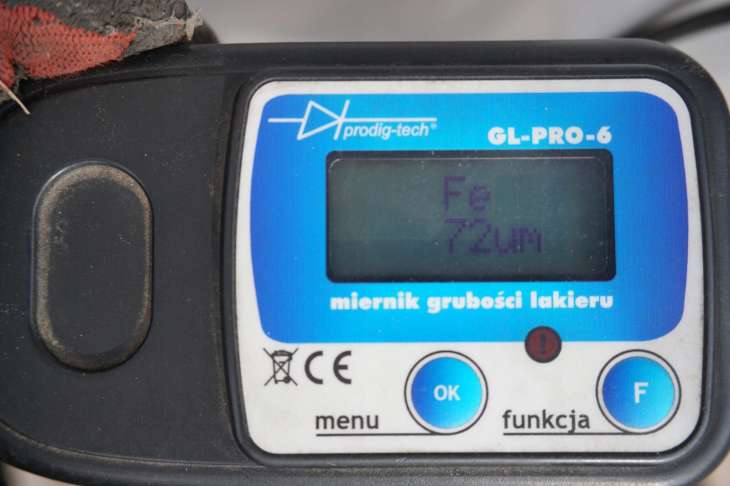 prodig-tech®
GL-PRO-6
Fe
72um
miernik grubości lakieru
CE
OK
F
menu
funkcja